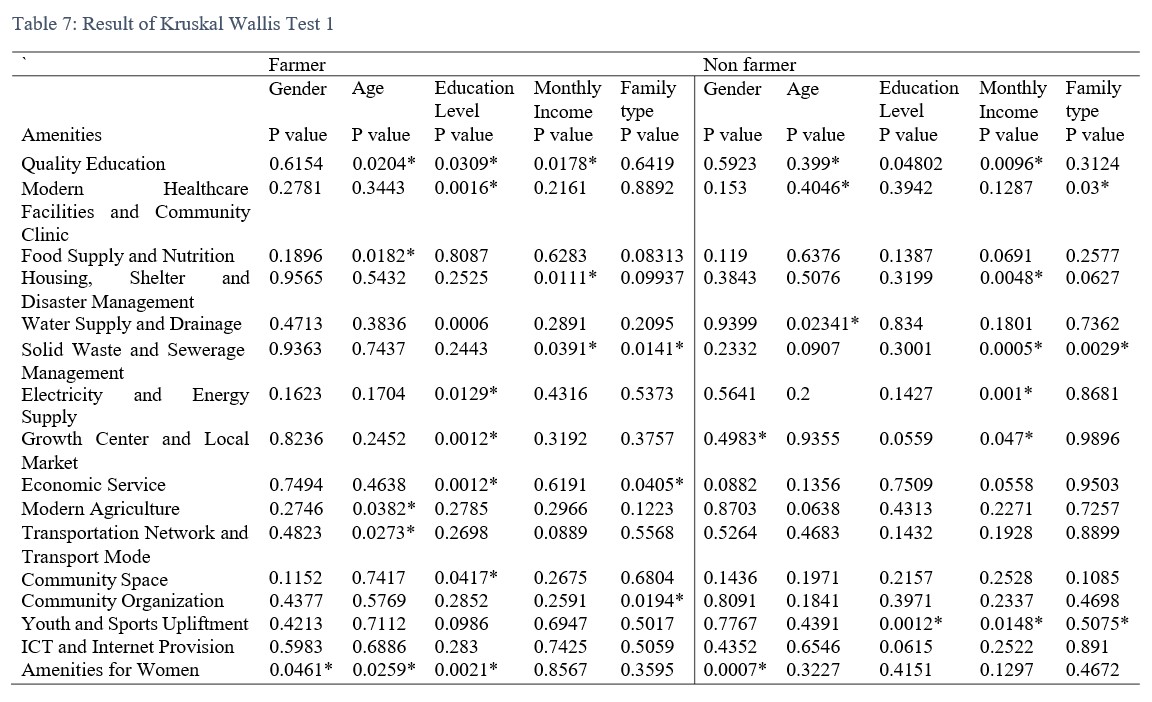 Table 7: Result of Kruskal Wallis Test 1
` Farmer Non farmer
Gender Age Education Monthly Family Gender Age Education Monthly Family
Level Income type Level Income type
Amenities P value P value P value P value P value P value P value P value P value P value
Quality Education 0.6154 0.0204* 0.0309* 0.0178* 0.6419 0.5923 0.399* 0.04802 0.0096* 0.3124
Modern Healthcare 0.2781 0.3443 0.0016* 0.2161 0.8892 0.153 0.4046* 0.3942 0.1287 0.03*
Facilities and Community
Clinic
Food Supply and Nutrition 0.1896 0.0182* 0.8087 0.6283 0.08313 0.119 0.6376 0.1387 0.0691 0.2577
Housing, Shelter and 0.9565 0.5432 0.2525 0.0111* 0.09937 0.3843 0.5076 0.3199 0.0048* 0.0627
Disaster Management
Water Supply and Drainage 0.4713 0.3836 0.0006 0.2891 0.2095 0.9399 0.02341* 0.834 0.1801 0.7362
Solid Waste and Sewerage 0.9363 0.7437 0.2443 0.0391* 0.0141* 0.2332 0.0907 0.3001 0.0005* 0.0029*
Management
Electricity and Energy 0.1623 0.1704 0.0129* 0.4316 0.5373 0.5641 0.2 0.1427 0.001* 0.8681
Supply
Growth Center and Local 0.8236 0.2452 0.0012* 0.3192 0.3757 0.4983* 0.9355 0.0559 0.047* 0.9896
Market
Economic Service 0.7494 0.4638 0.0012* 0.6191 0.0405* 0.0882 0.1356 0.7509 0.0558 0.9503
Modern Agriculture 0.2746 0.0382* 0.2785 0.2966 0.1223 0.8703 0.0638 0.4313 0.2271 0.7257
Transportation Network and 0.4823 0.0273* 0.2698 0.0889 0.5568 0.5264 0.4683 0.1432 0.1928 0.8899
Transport Mode
Community Space 0.1152 0.7417 0.0417* 0.2675 0.6804 0.1436 0.1971 0.2157 0.2528 0.1085
Community Organization 0.4377 0.5769 0.2852 0.2591 0.0194* 0.8091 0.1841 0.3971 0.2337 0.4698
Youth and Sports Upliftment 0.4213 0.7112 0.0986 0.6947 0.5017 0.7767 0.4391 0.0012* 0.0148* 0.5075*
ICT and Internet Provision 0.5983 0.6886 0.283 0.7425 0.5059 0.4352 0.6546 0.0615 0.2522 0.891
Amenities for Women 0.0461* 0.0259* 0.0021* 0.8567 0.3595 0.0007* 0.3227 0.4151 0.1297 0.4672